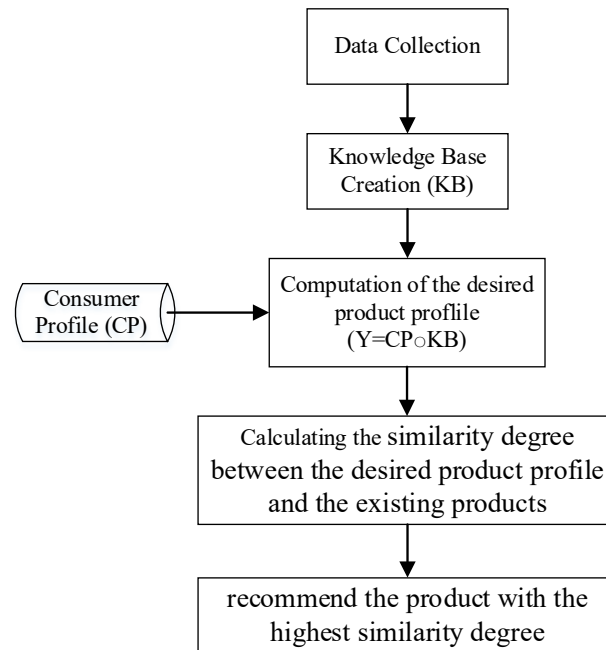 Data Collection
Knowledge Base
Creation (KB)
Consumer
Profile (CP)
Computation of the desired
product proflile
(Y=CP○KB)
Calculating the similarity degree
between the desired product profile
and the existing products
recommend the product with the
highest similarity degree